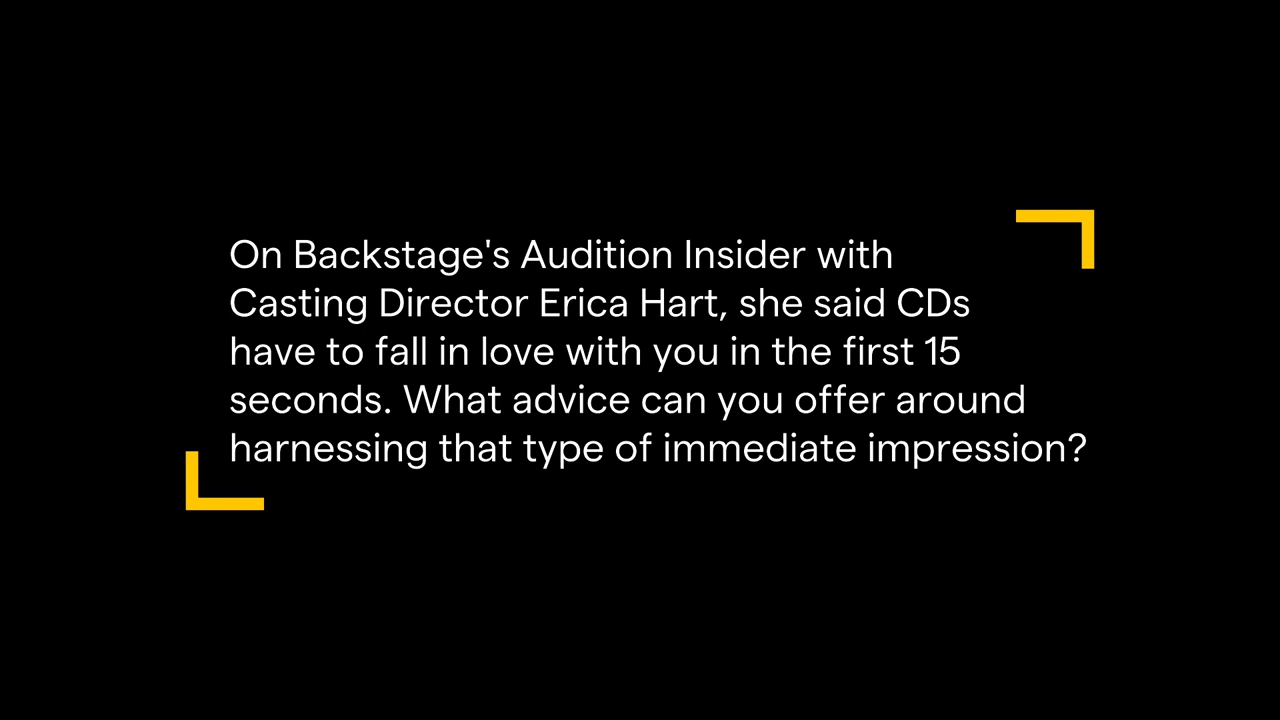 On Backstage's Audition Insider with
Casting Director Erica Hart, she said CDs
have to fall in love with you in the first 15
seconds. What advice can you offer around
harnessing that type of immediate impression?